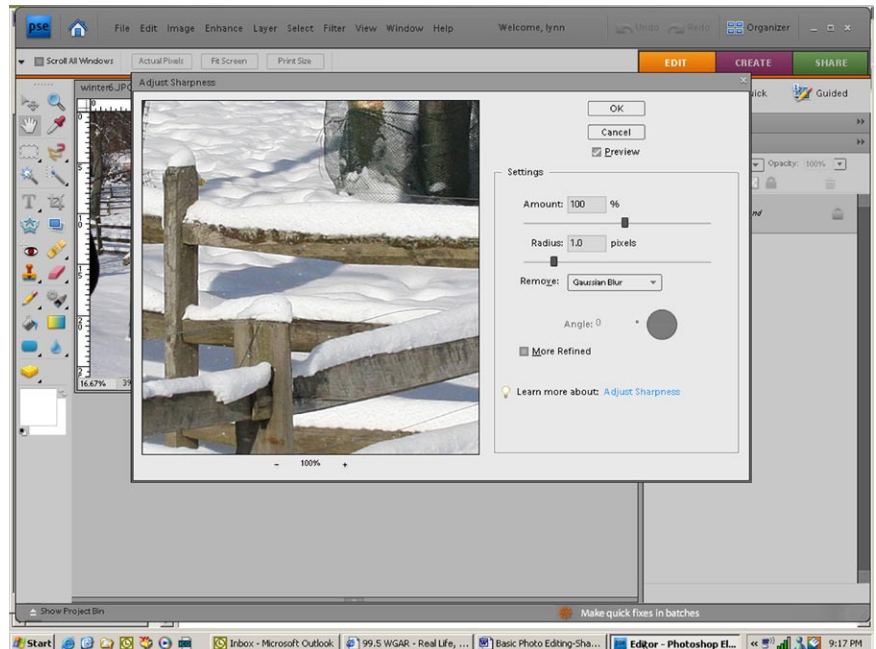 pse File Edit Image Enhance Layer Select Filter View Window Help Welcome, lynn Undo Redo Organizer
Scroll All Windows Actual Pixels Fit Screen Print Size EDIT CREATE SHARE
Adjust Sharpness
winter6.JPG
uick Guided
OK
Cancel
Preview
Opacity: 100%
Settings
Amount: 100 %
nd
Radius: 1.0 pixels
Remove: Gaussian Blur
Angle: 0
More Refined
Learn more about: Adjust Sharpness
16.67% 39
- 100% +
Show Project Bin Make quick fixes in batches
Start Inbox - Microsoft Outlook 99.5 WGAR - Real Life, ... Basic Photo Editing-Sha... Editor - Photoshop El... 9:17 PM